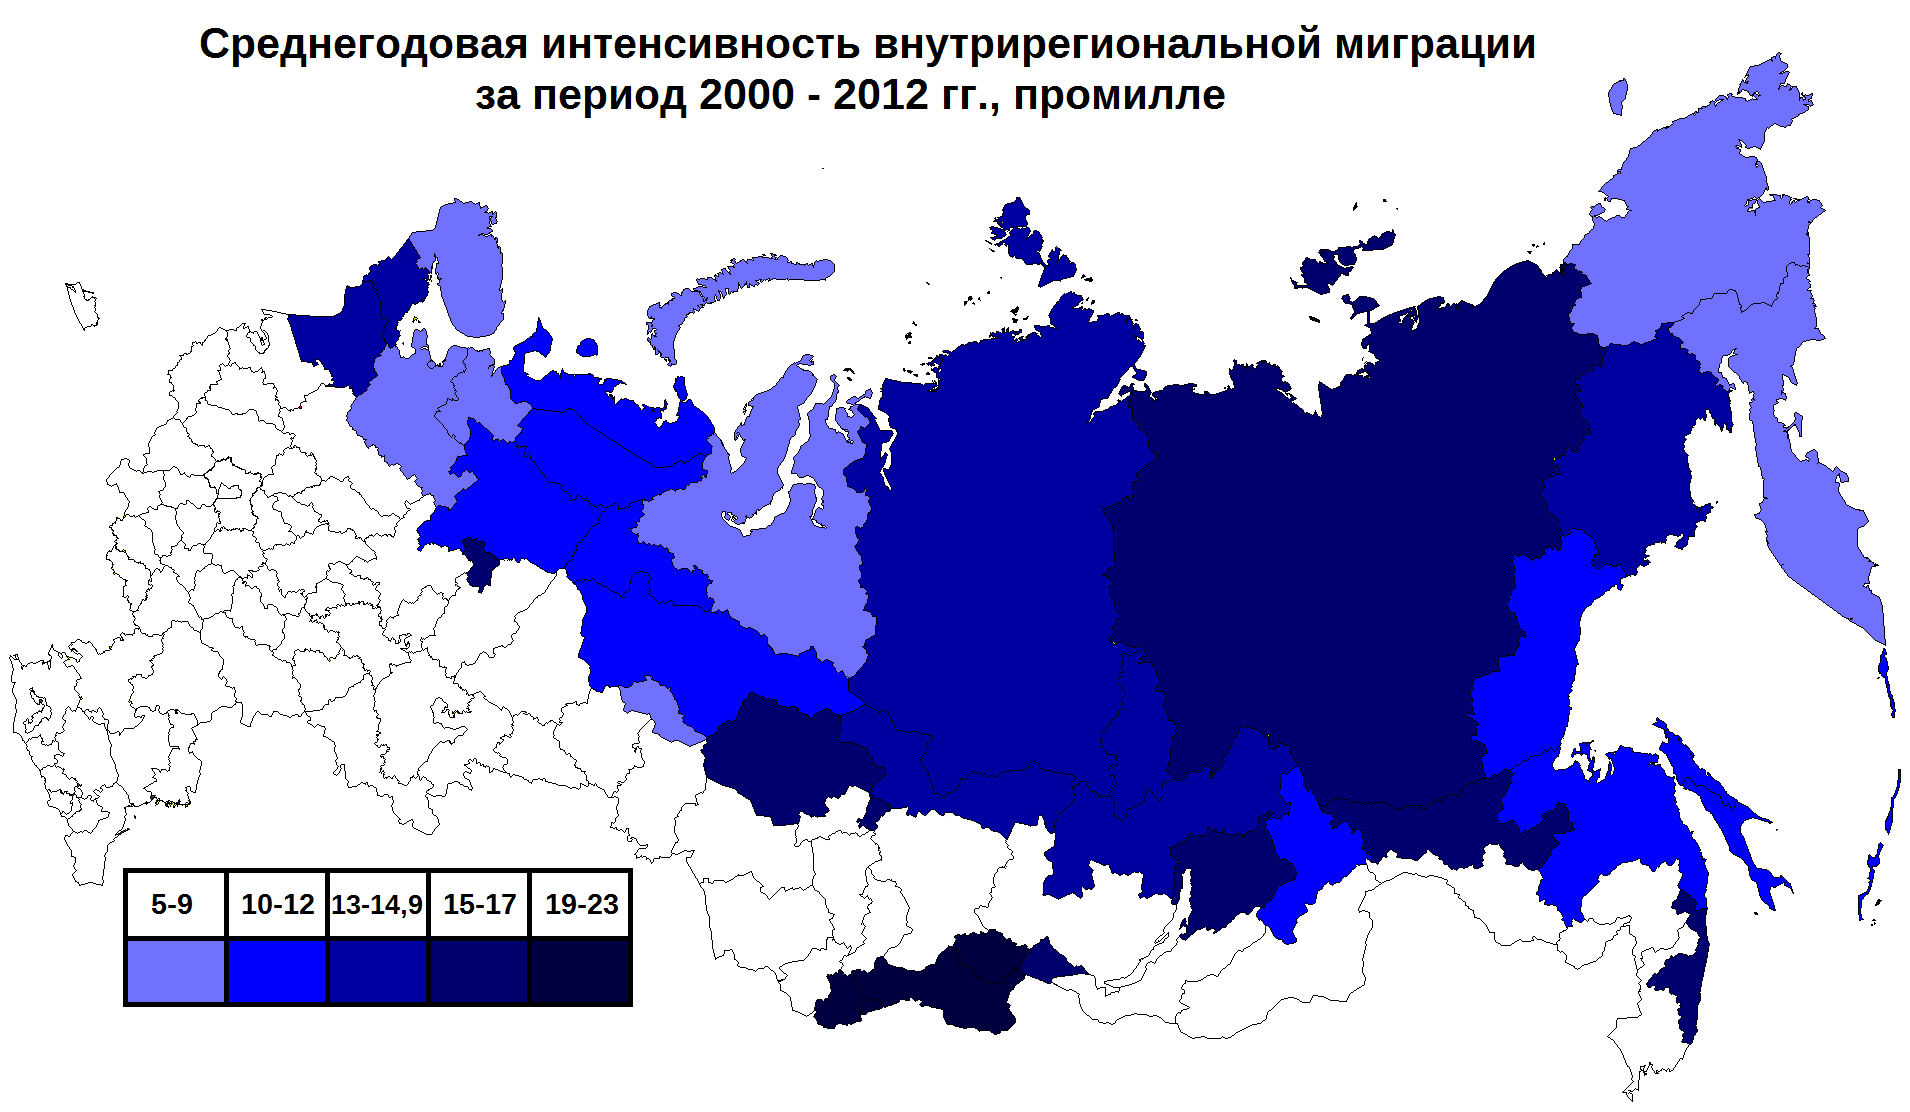 Среднегодовая интенсивность внутрирегиональной миграции
за период 2000 - 2012 гг., промилле
5-9 10-12 13-14,9 15-17 19-23